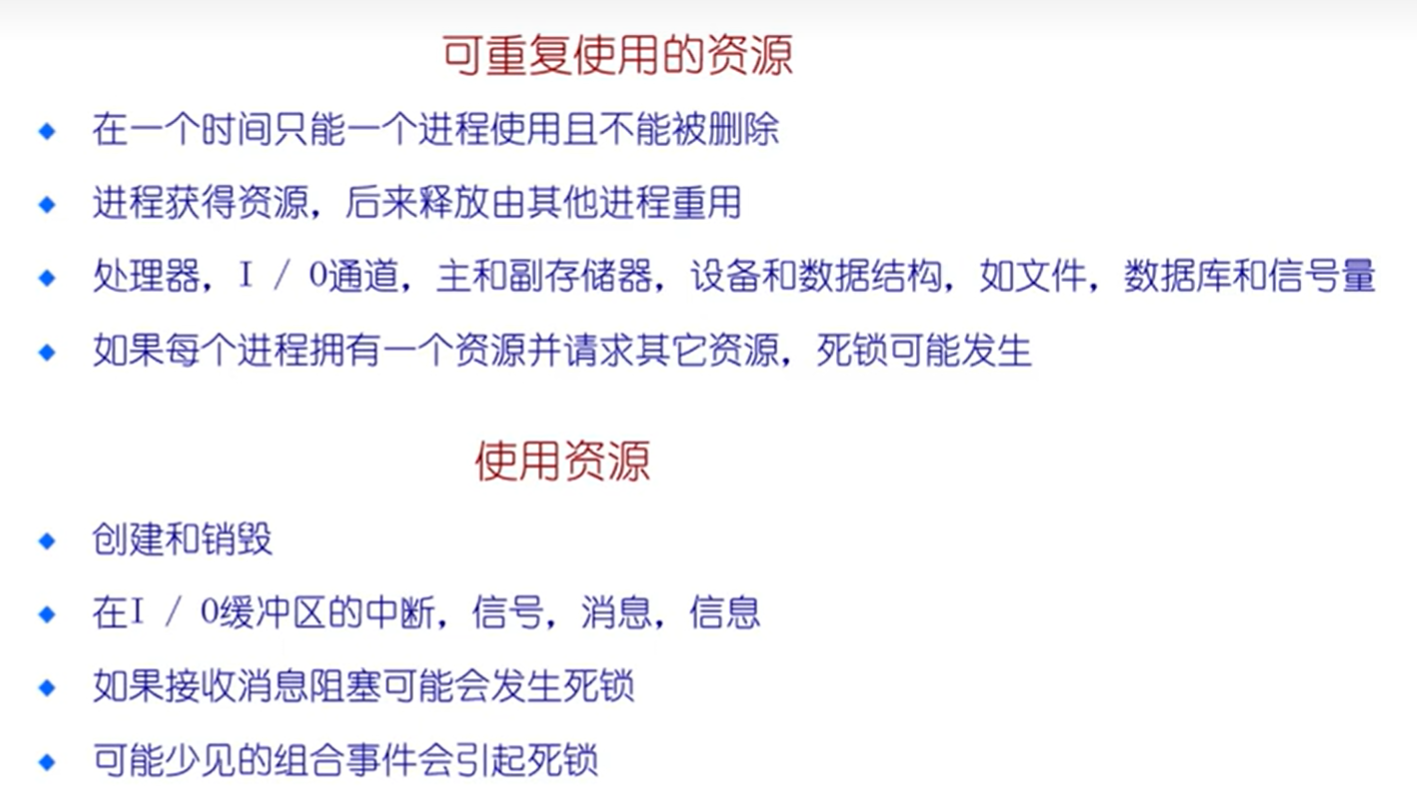 可重复使用的资源
在一个时间只能一个进程使用且不能被删除
进程获得资源，后来释放由其他进程重用
处理器，I / O通道，主和副存储器，设备和数据结构，如文件，数据库和信号量
如果每个进程拥有一个资源并请求其它资源，死锁可能发生
使用资源
创建和销毁
在I / O缓冲区的中断，信号，消息，信息
如果接收消息阻塞可能会发生死锁
可能少见的组合事件会引起死锁